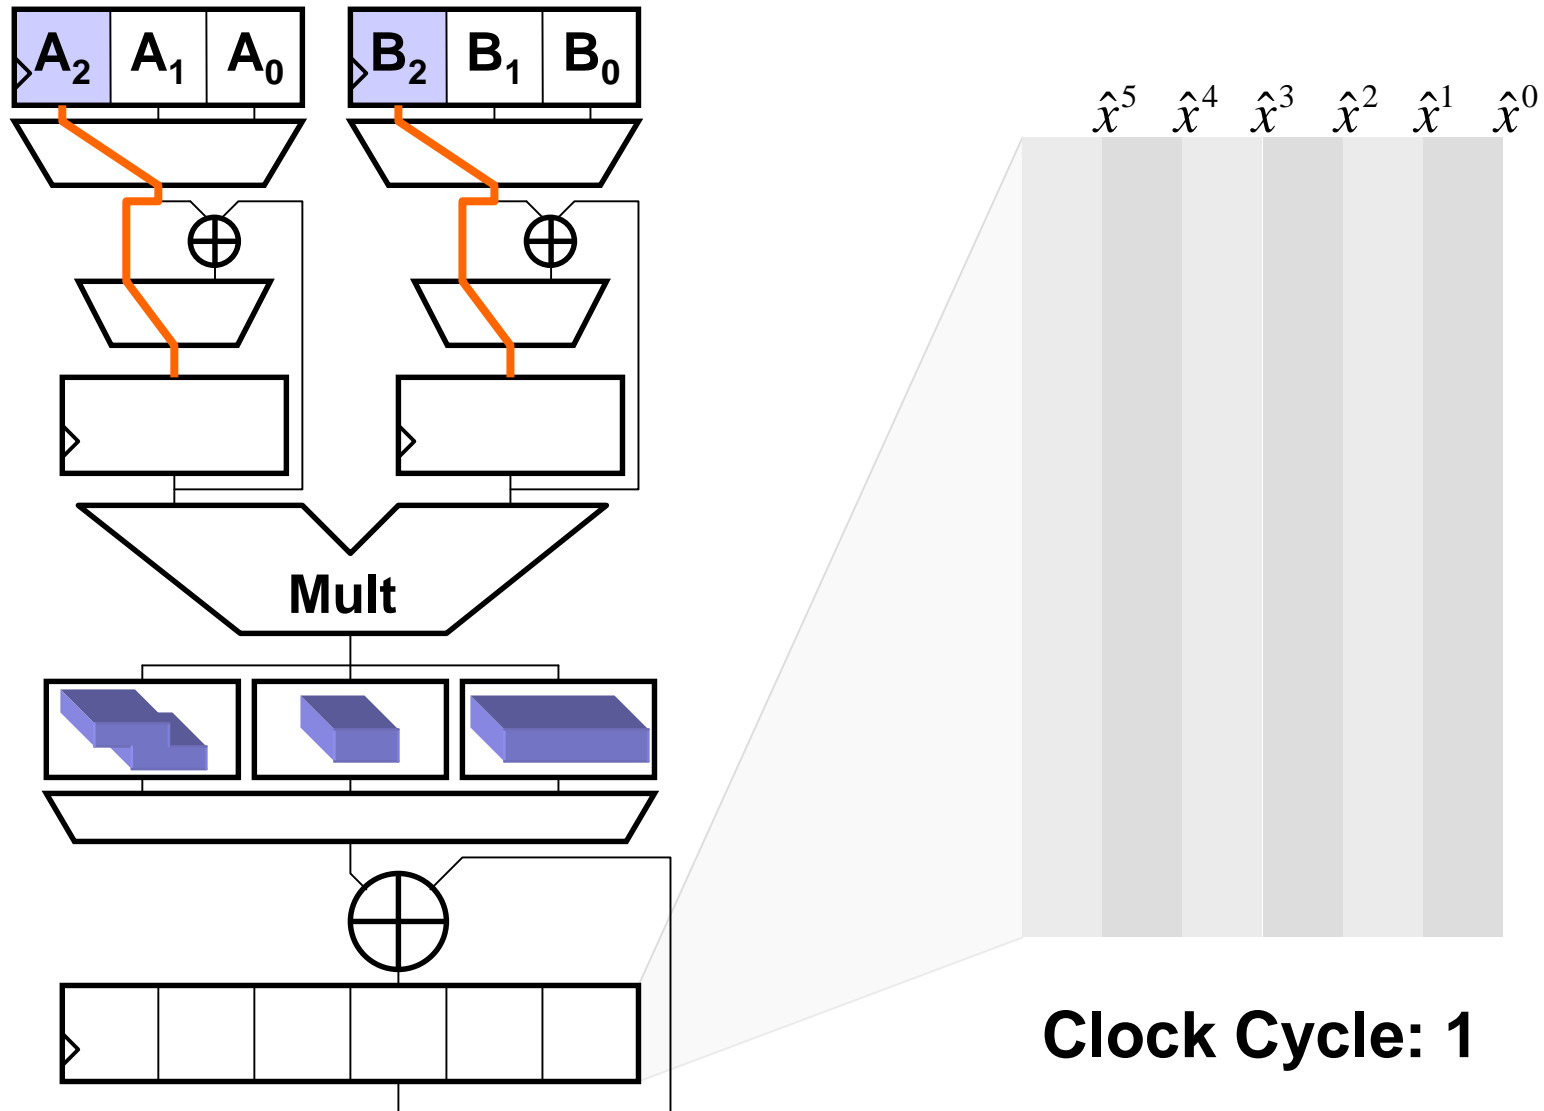 A₂ A₁ A₀ B₂ B₁ B₀
x̂⁵ x̂⁴ x̂³ x̂² x̂¹ x̂⁰
Mult
Clock Cycle: 1